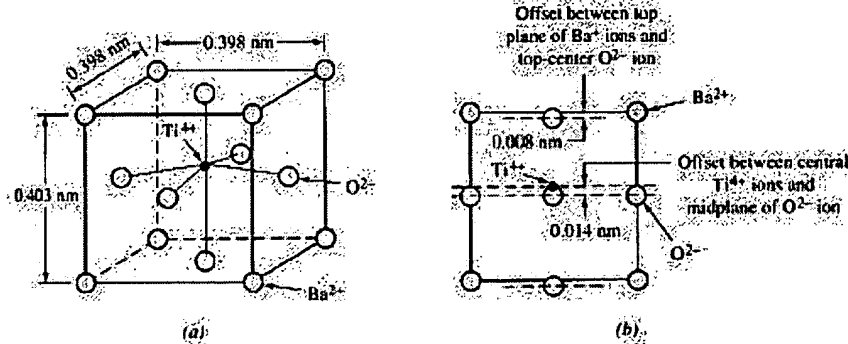 0.398 nm
0.398 nm
Ti4+
O2−
0.403 nm
Ba2+
(a)
Offset between top
plane of Ba+ ions and
top-center O2− ion
Ba2+
0.008 nm
Ti4+
Offset between central
Ti4+ ions and
midplane of O2− ion
0.014 nm
O2−
(b)